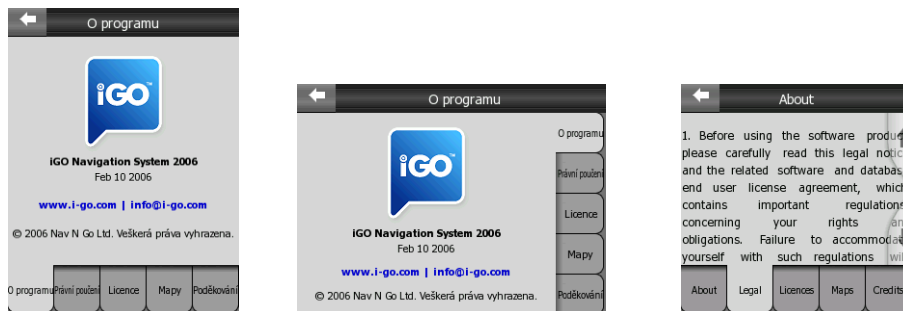 O programu
iGO™
iGO Navigation System 2006
Feb 10 2006
www.i-go.com | info@i-go.com
© 2006 Nav N Go Ltd. Veškerá práva vyhrazena.
O programu Právní poučení Licence Mapy Poděkování
O programu
iGO™
iGO Navigation System 2006
Feb 10 2006
www.i-go.com | info@i-go.com
© 2006 Nav N Go Ltd. Veškerá práva vyhrazena.
O programu
Právní poučení
Licence
Mapy
Poděkování
About
1. Before using the software
please carefully read this legal
and the related software and
end user license agreement,
contains important
concerning your rights
obligations. Failure to
yourself with such regulations
About Legal Licences Maps Credits